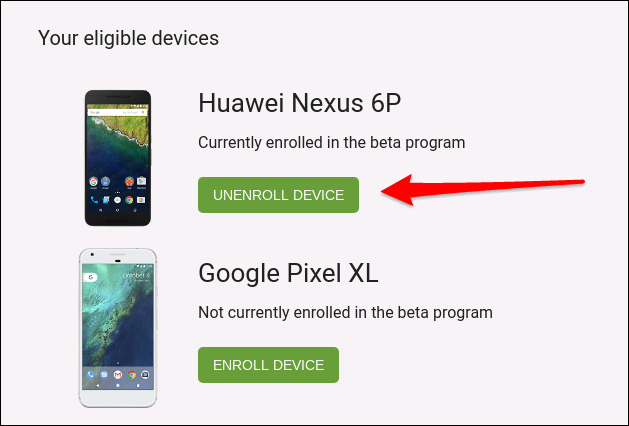 Your eligible devices
Huawei Nexus 6P
Currently enrolled in the beta program
UNENROLL DEVICE
Google Pixel XL
Not currently enrolled in the beta program
ENROLL DEVICE